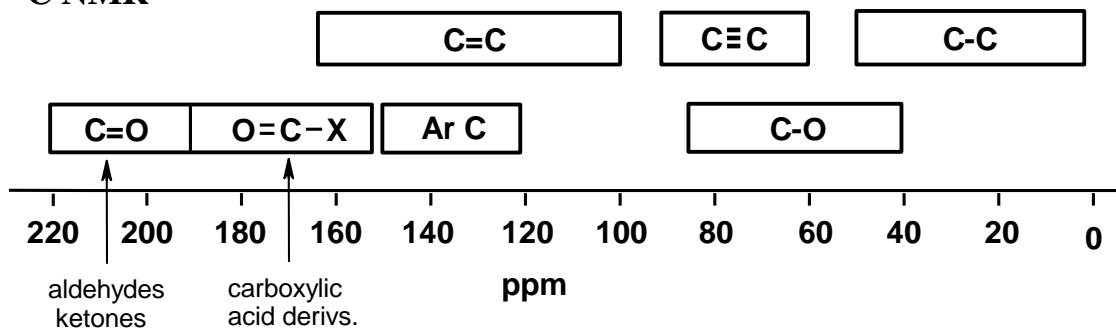 C NMR
C=C C≡C C-C
C=O O=C-X Ar C C-O
220 200 180 160 140 120 100 80 60 40 20 0
aldehydes carboxylic ppm
ketones acid derivs.